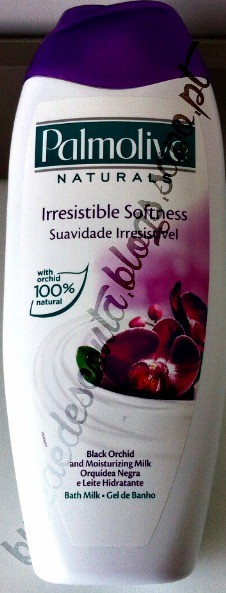 Palmolive
NATURALS
Irresistible Softness
Suavidade Irresistível
with
orchid
100%
natural
Black Orchid
and Moisturizing Milk
Orquídea Negra
e Leite Hidratante
Bath Milk • Gel de Banho